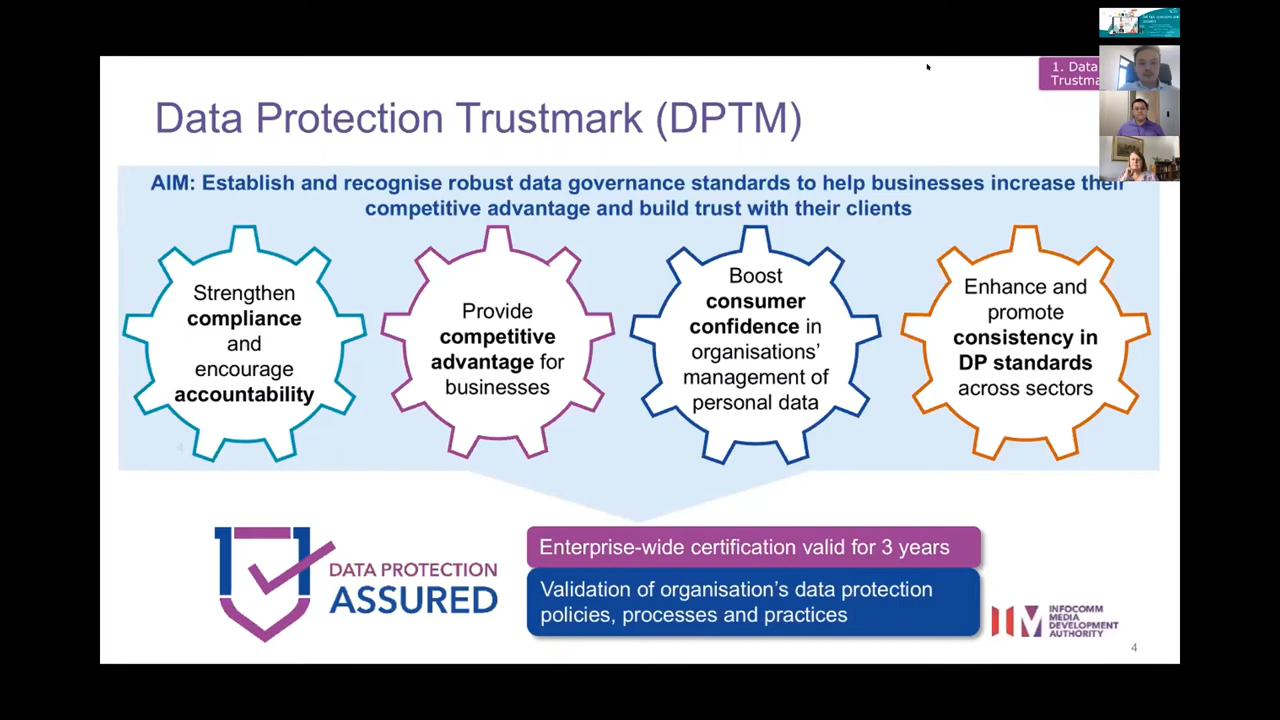 1. Data
Trustma
Data Protection Trustmark (DPTM)
AIM: Establish and recognise robust data governance standards to help businesses increase their
competitive advantage and build trust with their clients
Strengthen
compliance
and
encourage
accountability
Provide
competitive
advantage for
businesses
Boost
consumer
confidence in
organisations’
management of
personal data
Enhance and
promote
consistency in
DP standards
across sectors
4
DATA PROTECTION
ASSURED
Enterprise-wide certification valid for 3 years
Validation of organisation’s data protection
policies, processes and practices
INFOCOMM
MEDIA
DEVELOPMENT
AUTHORITY
4